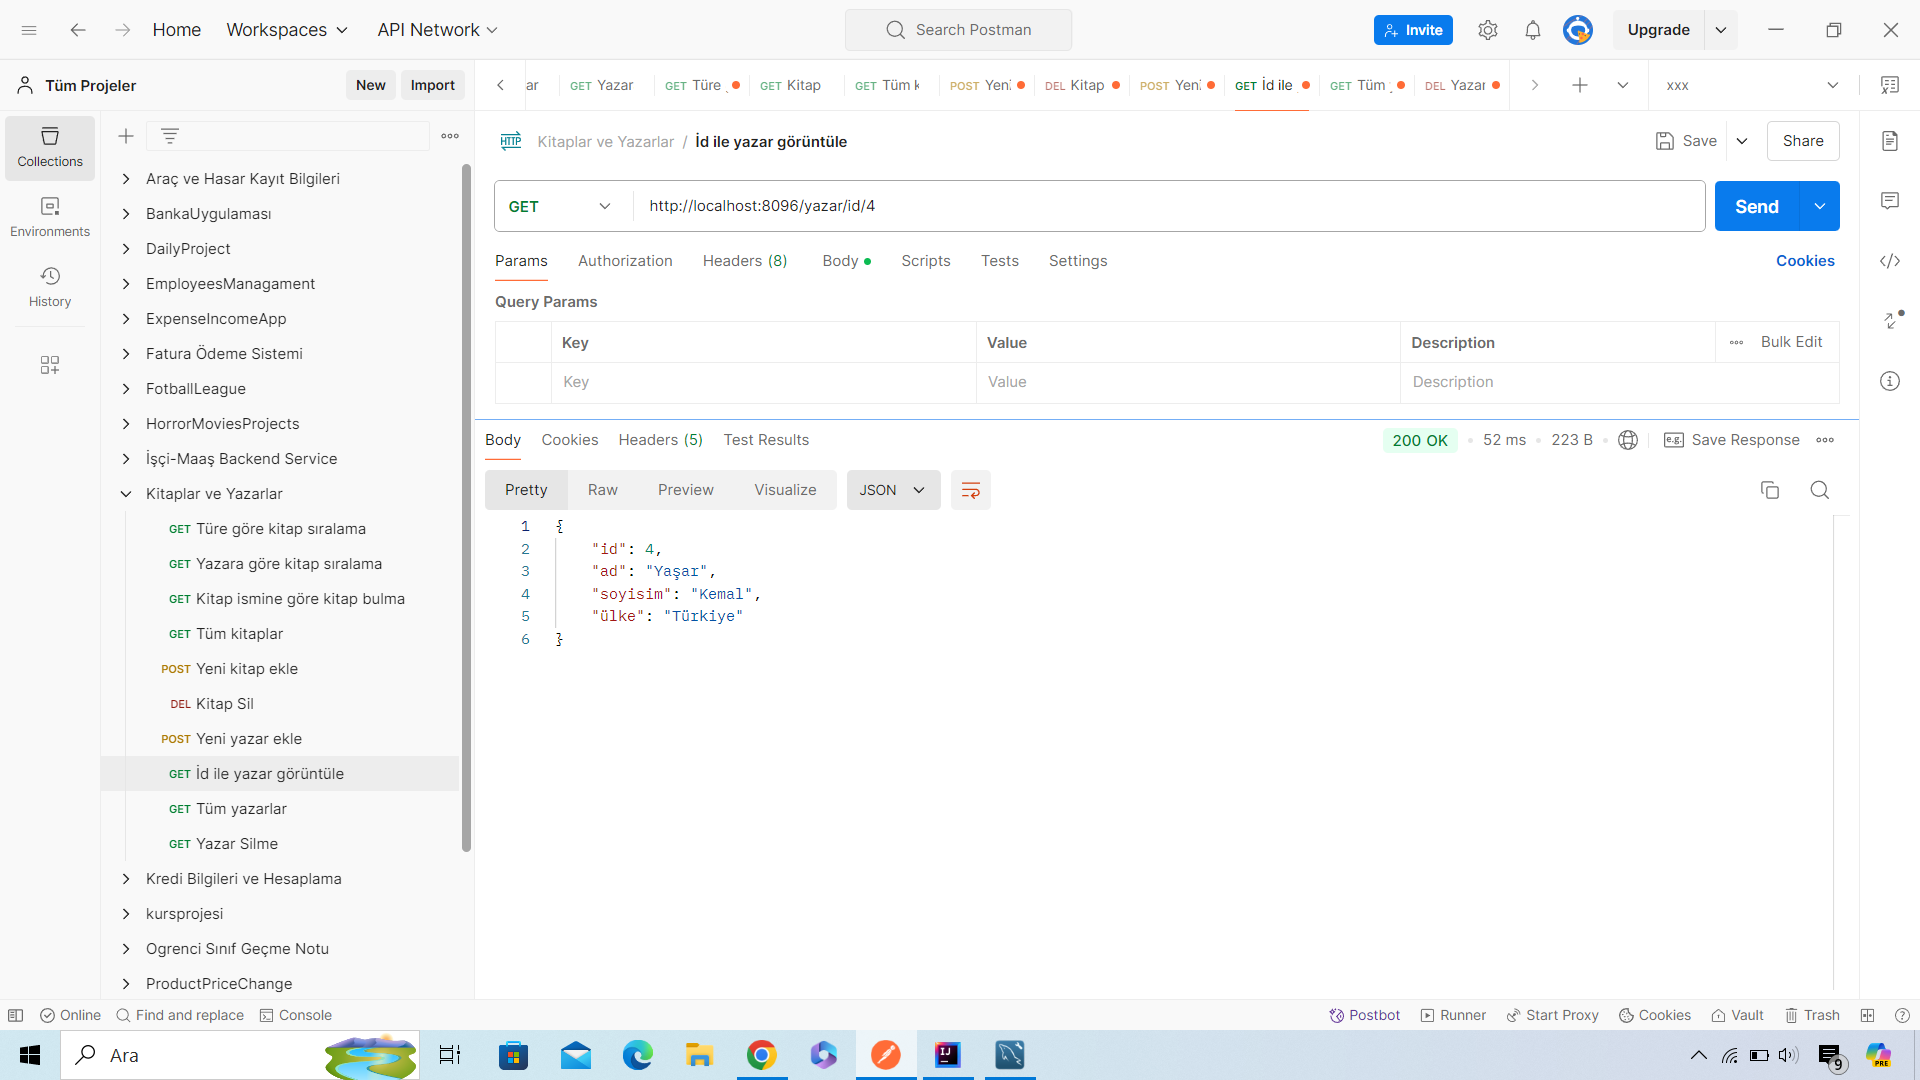 Home Workspaces API Network Search Postman Invite Upgrade
Tüm Projeler New Import
ar GET Yazar GET Türe GET Kitap GET Tüm k POST Yeni DEL Kitap POST Yeni GET İd ile GET Tüm DEL Yazar xxx
Collections
Environments
History
Araç ve Hasar Kayıt Bilgileri
BankaUygulaması
DailyProject
EmployeesManagament
ExpenseIncomeApp
Fatura Ödeme Sistemi
FotballLeague
HorrorMoviesProjects
İşçi-Maaş Backend Service
Kitaplar ve Yazarlar
GET Türe göre kitap sıralama
GET Yazara göre kitap sıralama
GET Kitap ismine göre kitap bulma
GET Tüm kitaplar
POST Yeni kitap ekle
DEL Kitap Sil
POST Yeni yazar ekle
GET İd ile yazar görüntüle
GET Tüm yazarlar
GET Yazar Silme
Kredi Bilgileri ve Hesaplama
kursprojesi
Ogrenci Sınıf Geçme Notu
ProductPriceChange
HTTP Kitaplar ve Yazarlar / İd ile yazar görüntüle Save Share
GET http://localhost:8096/yazar/id/4 Send
Params Authorization Headers (8) Body Scripts Tests Settings Cookies
Query Params
Key Value Description Bulk Edit
Key Value Description
Body Cookies Headers (5) Test Results 200 OK 52 ms 223 B e.g. Save Response
Pretty Raw Preview Visualize JSON
1 {
2 "id": 4,
3 "ad": "Yaşar",
4 "soyisim": "Kemal",
5 "ülke": "Türkiye"
6 }
Online Find and replace Console Postbot Runner Start Proxy Cookies Vault Trash
Ara IJ 9 PRE